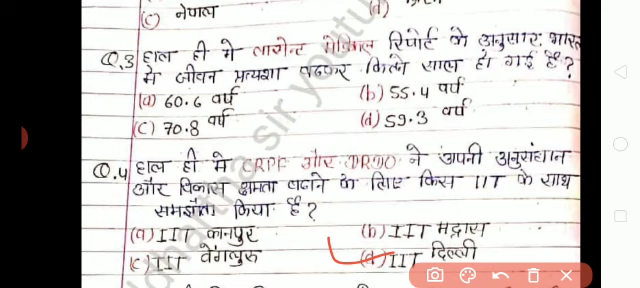 (c) नेपाल (d)
Q.3 हाल ही मे लासेन्ट मेडिकल रिपोर्ट के अनुसार, भारत
मे जीवन प्रत्यशा बढकर कितने साल हो गई है?
(a) 60.6 वर्ष (b) 55.4 वर्ष
(c) 70.8 वर्ष (d) 59.3 वर्ष
Q.4 हाल ही मे CRPF और DRDO ने अपनी अनुसंधान
और विकास क्षमता बढाने के लिए किस IIT के साथ
समझौता किया है?
(a) IIT कानपुर (b) IIT मद्रास
(c) IIT बेंगलुरु (d) IIT दिल्ली